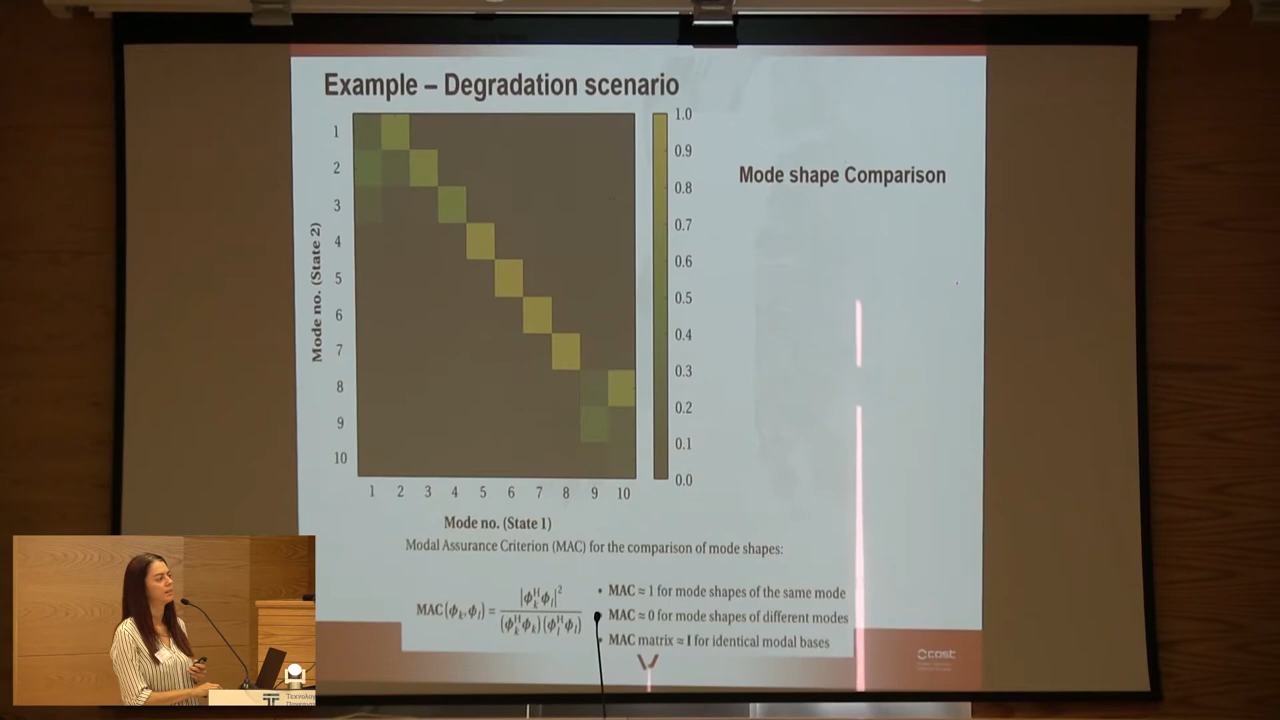 Example – Degradation scenario
Mode shape Comparison
Mode no. (State 2)
1
2
3
4
5
6
7
8
9
10
1.0
0.9
0.8
0.7
0.6
0.5
0.4
0.3
0.2
0.1
0.0
1 2 3 4 5 6 7 8 9 10
Mode no. (State 1)
Modal Assurance Criterion (MAC) for the comparison of mode shapes:
MAC(Φk,Φl) = |ΦkᴴΦl|² / (ΦkᴴΦk)(ΦlᴴΦl)
• MAC ≈ 1 for mode shapes of the same mode
MAC ≈ 0 for mode shapes of different modes
• MAC matrix ≈ I for identical modal bases
cost